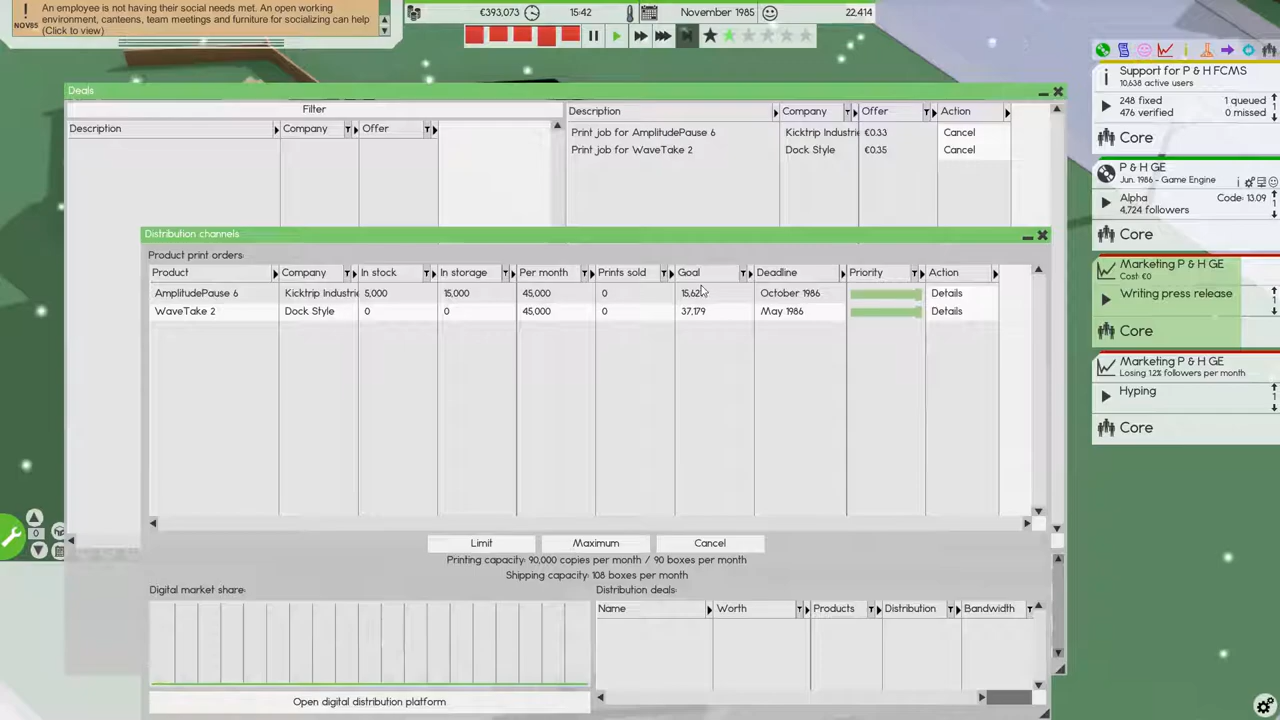 An employee is not having their social needs met. An open working
environment, canteens, team meetings and furniture for socializing can help
(Click to view)
NOV85
€393,073
15:42
November 1985
22,414
Deals
Filter
Description Company Offer
Description Company Offer Action
Print job for AmplitudePause 6 Kicktrip Industrie €0.33 Cancel
Print job for WaveTake 2 Dock Style €0.35 Cancel
Distribution channels
Product print orders:
Product Company In stock In storage Per month Prints sold Goal Deadline Priority Action
AmplitudePause 6 Kicktrip Industrie 5,000 15,000 45,000 0 October 1986 Details
WaveTake 2 Dock Style 0 0 45,000 0 37,179 May 1986 Details
Limit Maximum Cancel
Printing capacity: 90,000 copies per month / 90 boxes per month
Shipping capacity: 108 boxes per month
Digital market share:
Distribution deals:
Name Worth Products Distribution Bandwidth
Open digital distribution platform
0
Support for P & H FCMS
10,638 active users
248 fixed 1 queued
476 verified 0 missed
1
Core
P & H GE
Jun. 1986 - Game Engine
Alpha Code: 13.09
4,724 followers
1
Core
Marketing P & H GE
Cost: €0
Writing press release
1
Core
Marketing P & H GE
Losing 12% followers per month
Hyping
1
Core